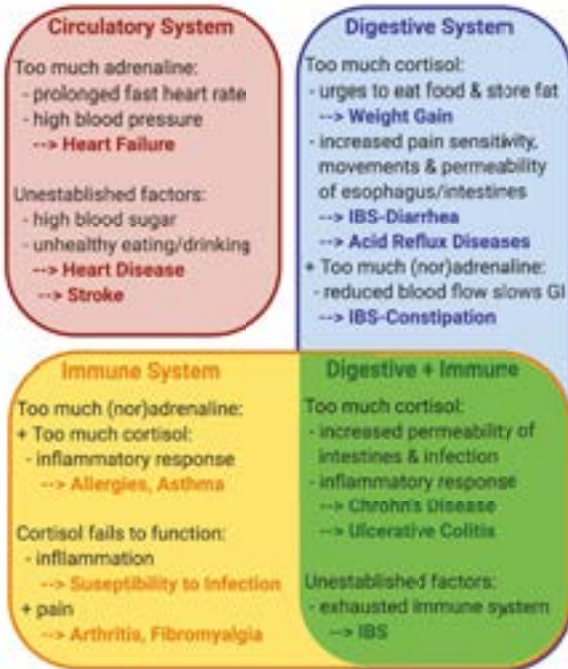 Circulatory System
Too much adrenaline:
- prolonged fast heart rate
- high blood pressure
--> Heart Failure
Unestablished factors:
- high blood sugar
- unhealthy eating/drinking
--> Heart Disease
--> Stroke
Digestive System
Too much cortisol:
- urges to eat food & store fat
--> Weight Gain
- increased pain sensitivity,
movements & permeability
of esophagus/intestines
--> IBS-Diarrhea
--> Acid Reflux Diseases
+ Too much (nor)adrenaline:
- reduced blood flow slows GI
--> IBS-Constipation
Immune System
Too much (nor)adrenaline:
+ Too much cortisol:
- inflammatory response
--> Allergies, Asthma
Cortisol fails to function:
- infllammation
--> Suseptibility to Infection
+ pain
--> Arthritis, Fibromyalgia
Digestive + Immune
Too much cortisol:
- increased permeability of
intestines & infection
- inflammatory response
--> Chrohn's Disease
--> Ulcerative Colitis
Unestablished factors:
- exhausted immune system
--> IBS